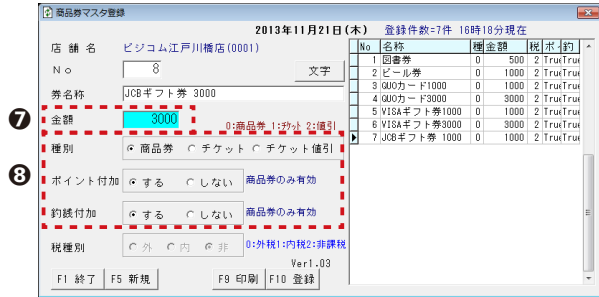 商品券マスタ登録
2013年11月21日(木) 登録件数=7件 16時18分現在
店 舗 名 ビジコム江戸川橋店(0001)
No 8 文字
券名称 JCBギフト券 3000
❼ 金額 3000
0:商品券 1:チケット 2:値引
❽ 種別 商品券 チケット チケット値引
ポイント付加 する しない 商品券のみ有効
釣銭付加 する しない 商品券のみ有効
税種別 外 内 非 0:外税1:内税2:非課税
Ver1.03
F1 終了 F5 新規 F9 印刷 F10 登録
No 名称 種 金額 税 ポイ 釣
1 図書券 0 500 2 True True
2 ビール券 0 1000 2 True True
3 QUOカード1000 0 1000 2 True True
4 QUOカード3000 0 3000 2 True True
5 VISAギフト券1000 0 1000 2 True True
6 VISAギフト券3000 0 3000 2 True True
7 JCBギフト券 1000 0 1000 2 True True